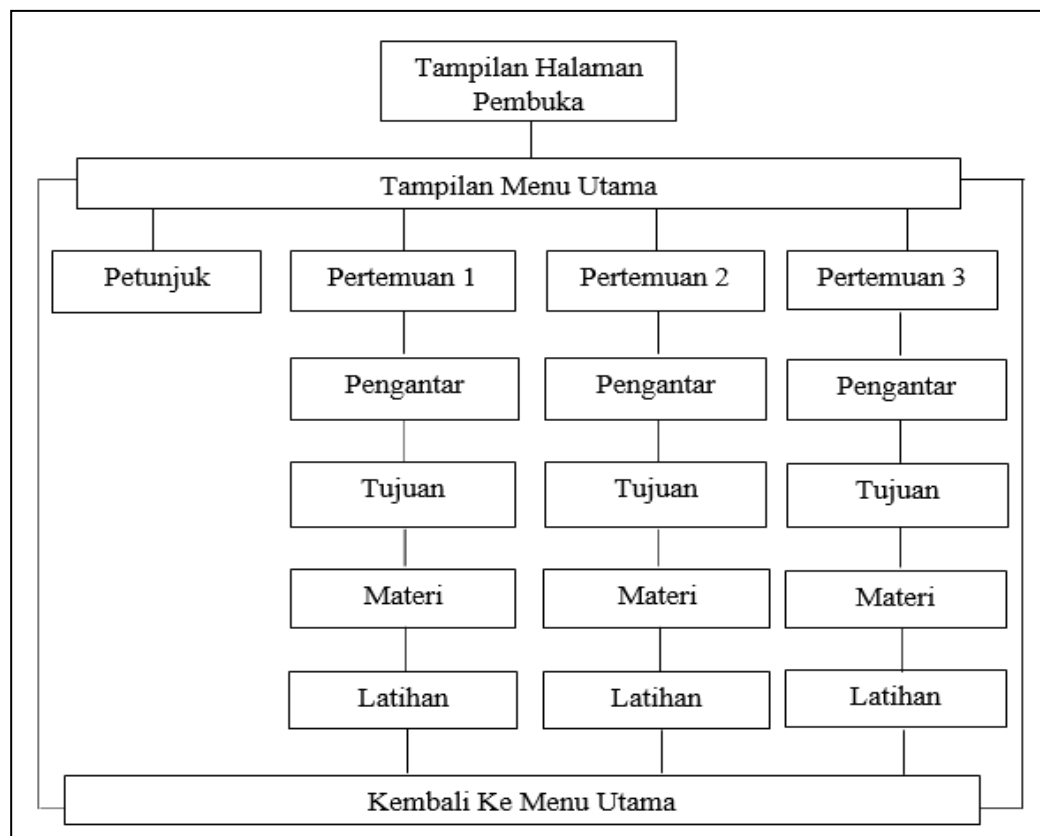 Tampilan Halaman
Pembuka
Tampilan Menu Utama
Petunjuk
Pertemuan 1
Pertemuan 2
Pertemuan 3
Pengantar
Pengantar
Pengantar
Tujuan
Tujuan
Tujuan
Materi
Materi
Materi
Latihan
Latihan
Latihan
Kembali Ke Menu Utama